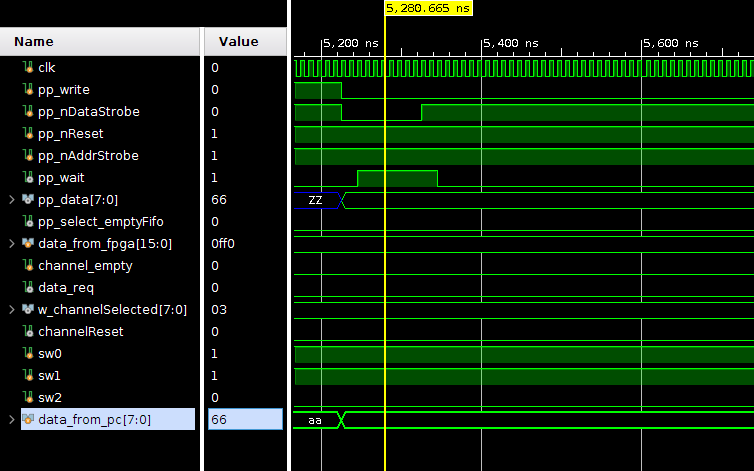 5,280.665 ns
Name Value
5,200 ns 5,400 ns 5,600 ns
clk 0
pp_write 0
pp_nDataStrobe 0
pp_nReset 1
pp_nAddrStrobe 1
pp_wait 1
pp_data[7:0] 66 ZZ
pp_select_emptyFifo 0
data_from_fpga[15:0] 0ff0
channel_empty 0
data_req 0
w_channelSelected[7:0] 03
channelReset 0
sw0 1
sw1 1
sw2 0
data_from_pc[7:0] 66 aa